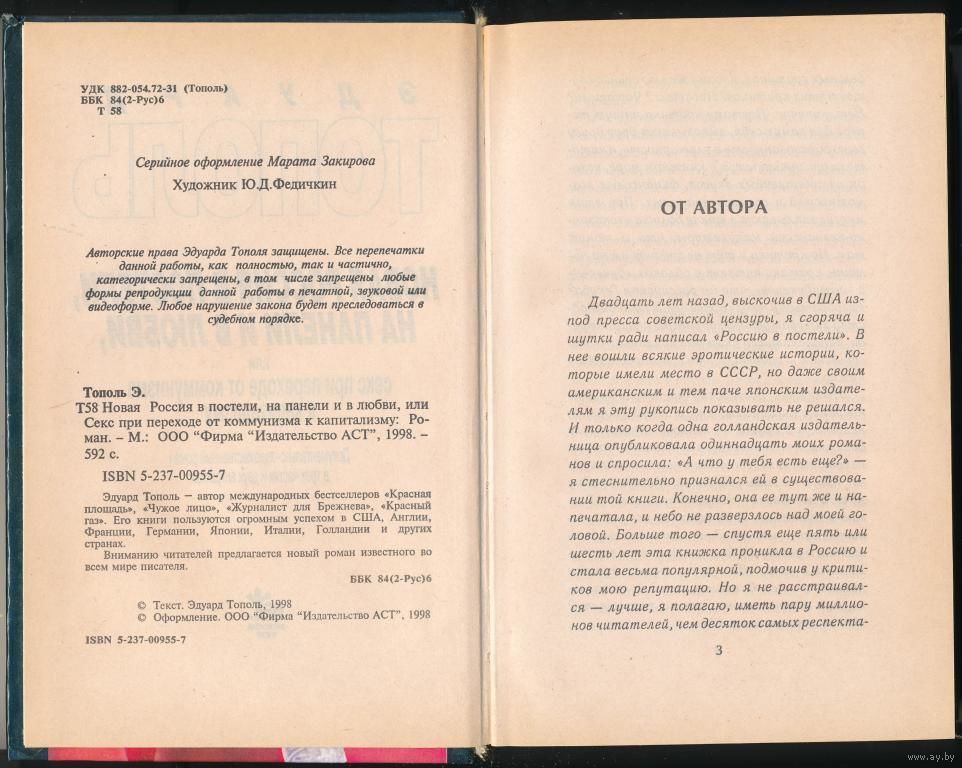 УДК 882-054.72-31 (Тополь)
ББК 84(2-Рус)6
Т 58
Серийное оформление Марата Закирова
Художник Ю.Д.Федичкин
Авторские права Эдуарда Тополя защищены. Все перепечатки
данной работы, как полностью, так и частично,
категорически запрещены, в том числе запрещены любые
формы репродукции данной работы в печатной, звуковой или
видеоформе. Любое нарушение закона будет преследоваться в
судебном порядке.
Тополь Э.
Т58 Новая Россия в постели, на панели и в любви, или
Секс при переходе от коммунизма к капитализму: Ро-
ман. – М.: ООО "Фирма "Издательство АСТ", 1998. –
592 с.
ISBN 5-237-00955-7
Эдуард Тополь – автор международных бестселлеров «Красная
площадь», «Чужое лицо», «Журналист для Брежнева», «Красный
газ». Его книги пользуются огромным успехом в США, Англии,
Франции, Германии, Японии, Италии, Голландии и других
странах.
Вниманию читателей предлагается новый роман известного во
всем мире писателя.
ББК 84(2-Рус)6
© Текст. Эдуард Тополь, 1998
© Оформление. ООО "Фирма "Издательство АСТ", 1998
ISBN 5-237-00955-7
ОТ АВТОРА
Двадцать лет назад, выскочив в США из-
под пресса советской цензуры, я сгоряча и
шутки ради написал «Россию в постели». В
нее вошли всякие эротические истории, ко-
торые имели место в СССР, но даже своим
американским и тем паче японским издате-
лям я эту рукопись показывать не решался.
И только когда одна голландская издатель-
ница опубликовала одиннадцать моих рома-
нов и спросила: «А что у тебя есть еще?» —
я стеснительно признался ей в существова-
нии той книги. Конечно, она ее тут же и на-
печатала, и небо не разверзлось над моей го-
ловой. Больше того — спустя еще пять или
шесть лет эта книжка проникла в Россию и
стала весьма популярной, подмочив у крити-
ков мою репутацию. Но я не расстраивал-
ся — лучше, я полагаю, иметь пару миллио-
нов читателей, чем десяток самых респекта-
3
www.ay.by